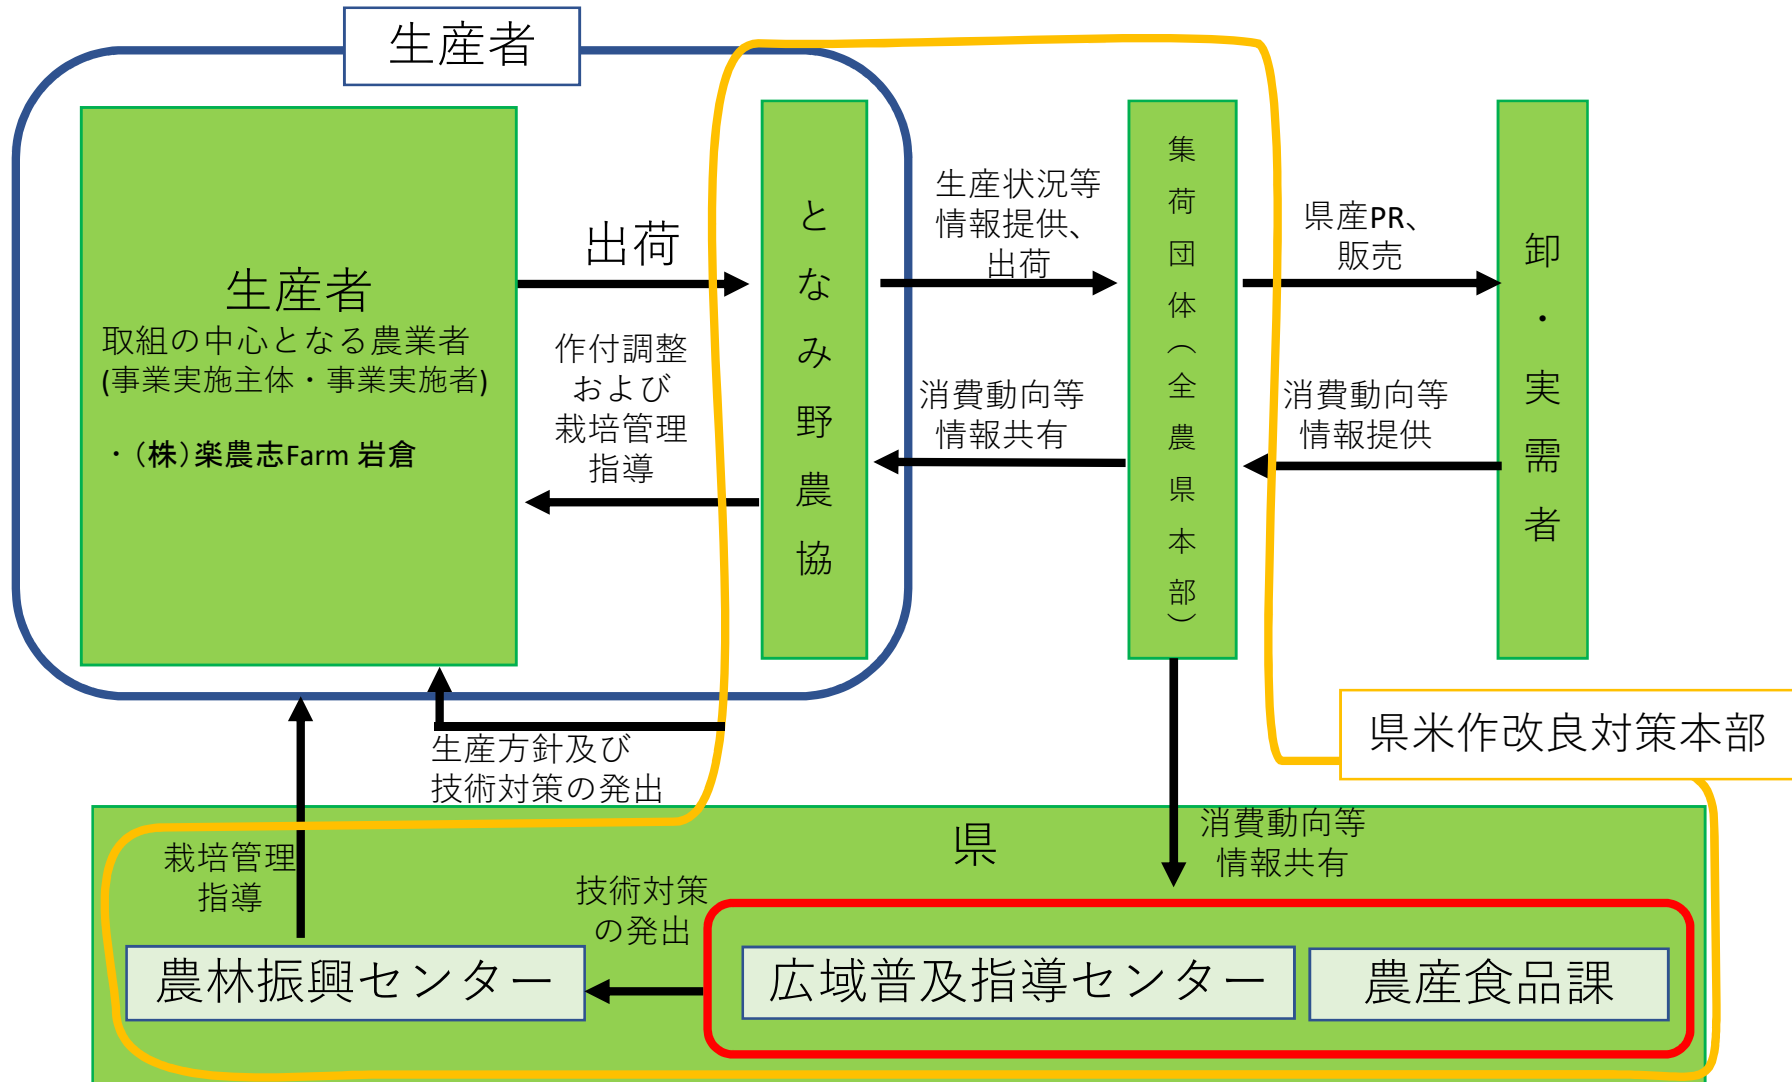 生産者
生産者
取組の中心となる農業者
(事業実施主体・事業実施者)
・（株）楽農志Farm 岩倉
出荷
作付調整
および
栽培管理
指導
となみ野農協
生産状況等
情報提供、
出荷
消費動向等
情報共有
集荷団体（全農県本部）
県産PR、
販売
消費動向等
情報提供
卸・実需者
県米作改良対策本部
生産方針及び
技術対策の発出
県
消費動向等
情報共有
栽培管理
指導
技術対策
の発出
農林振興センター
広域普及指導センター
農産食品課